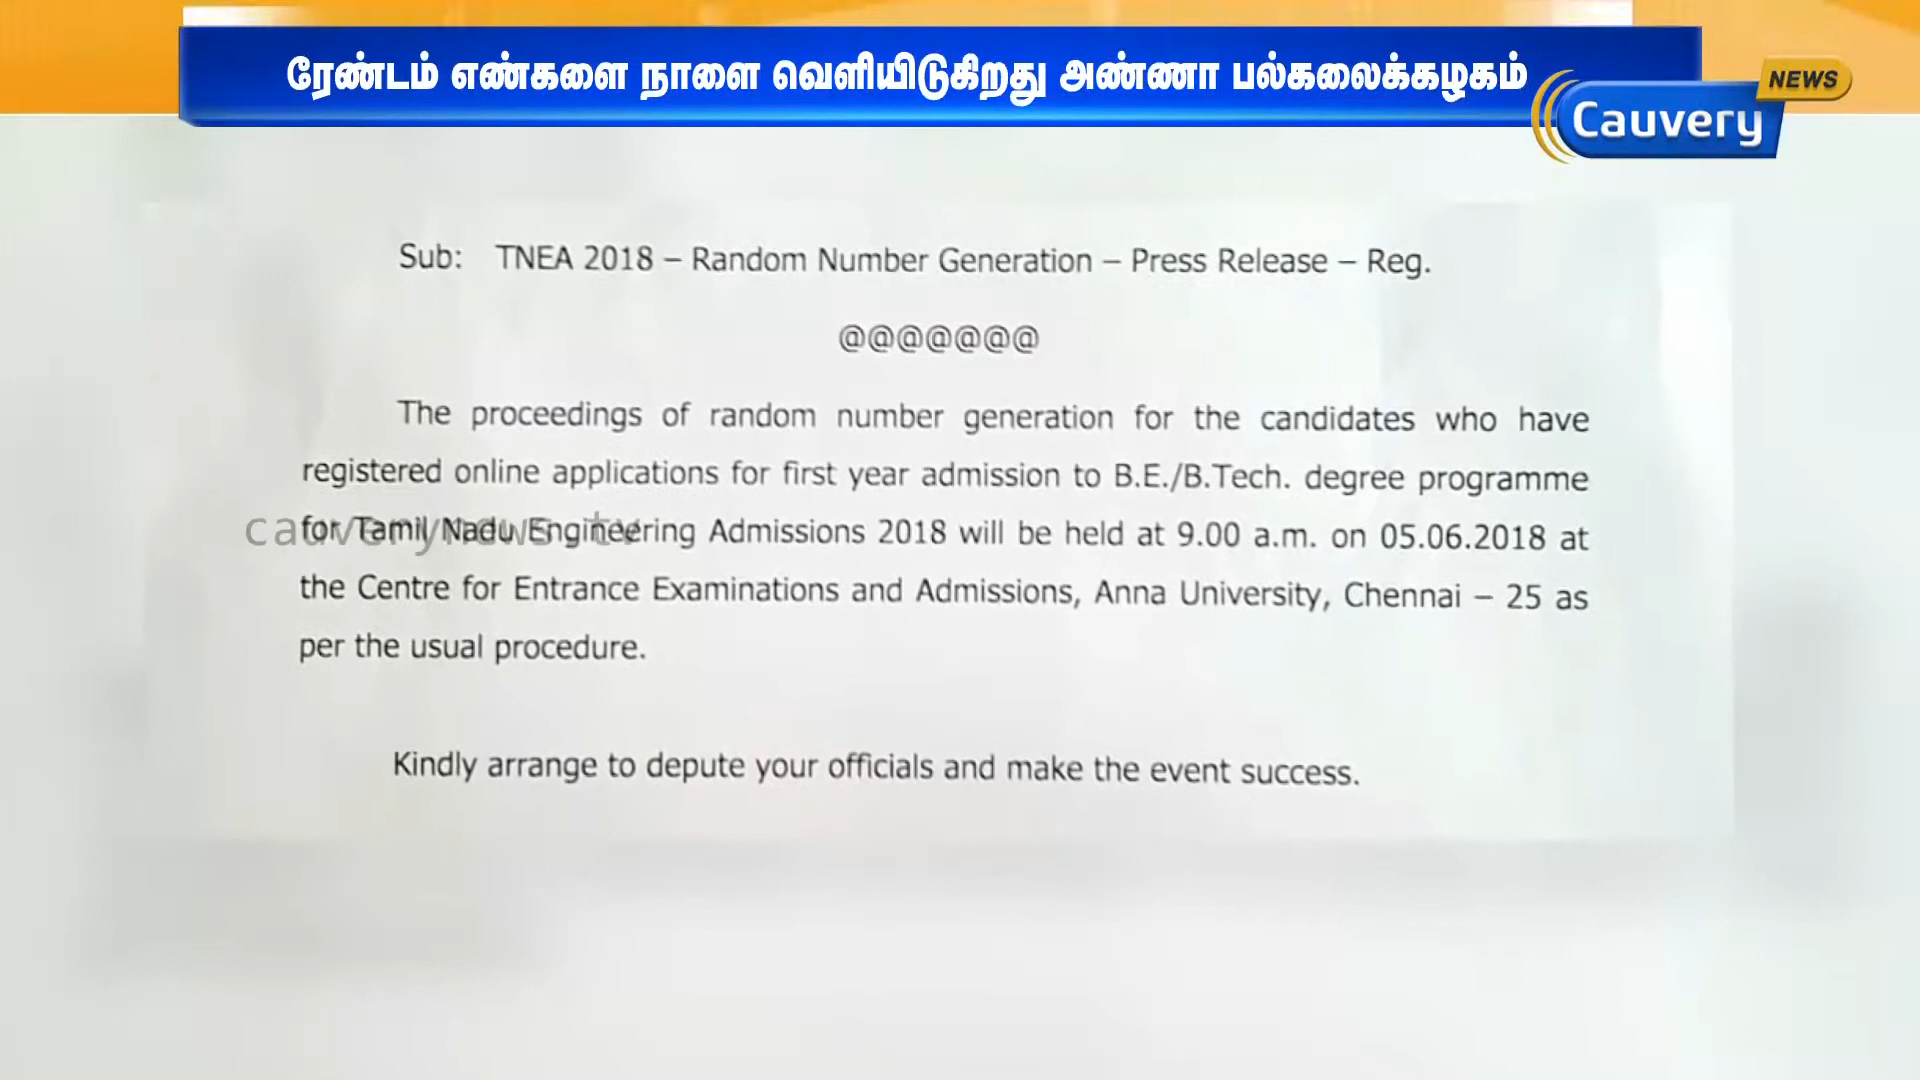 ரேண்டம் எண்களை நாளை வெளியிடுகிறது அண்ணா பல்கலைக்கழகம்
NEWS
Cauvery
Sub: TNEA 2018 – Random Number Generation – Press Release – Reg.
@@@@@@@
The proceedings of random number generation for the candidates who have
registered online applications for first year admission to B.E./B.Tech. degree programme
for Tamil Nadu Engineering Admissions 2018 will be held at 9.00 a.m. on 05.06.2018 at
cauverynews tv
the Centre for Entrance Examinations and Admissions, Anna University, Chennai – 25 as
per the usual procedure.
Kindly arrange to depute your officials and make the event success.